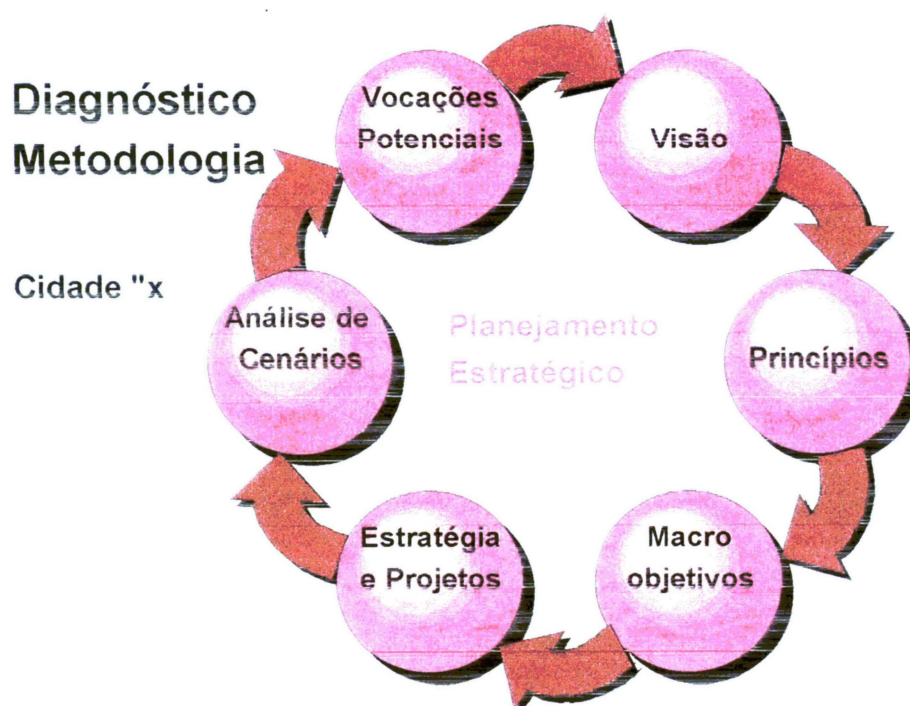 Diagnóstico
Metodologia
Cidade "x
Vocações
Potenciais
Visão
Princípios
Macro
objetivos
Estratégia
e Projetos
Análise de
Cenários
Planejamento
Estratégico